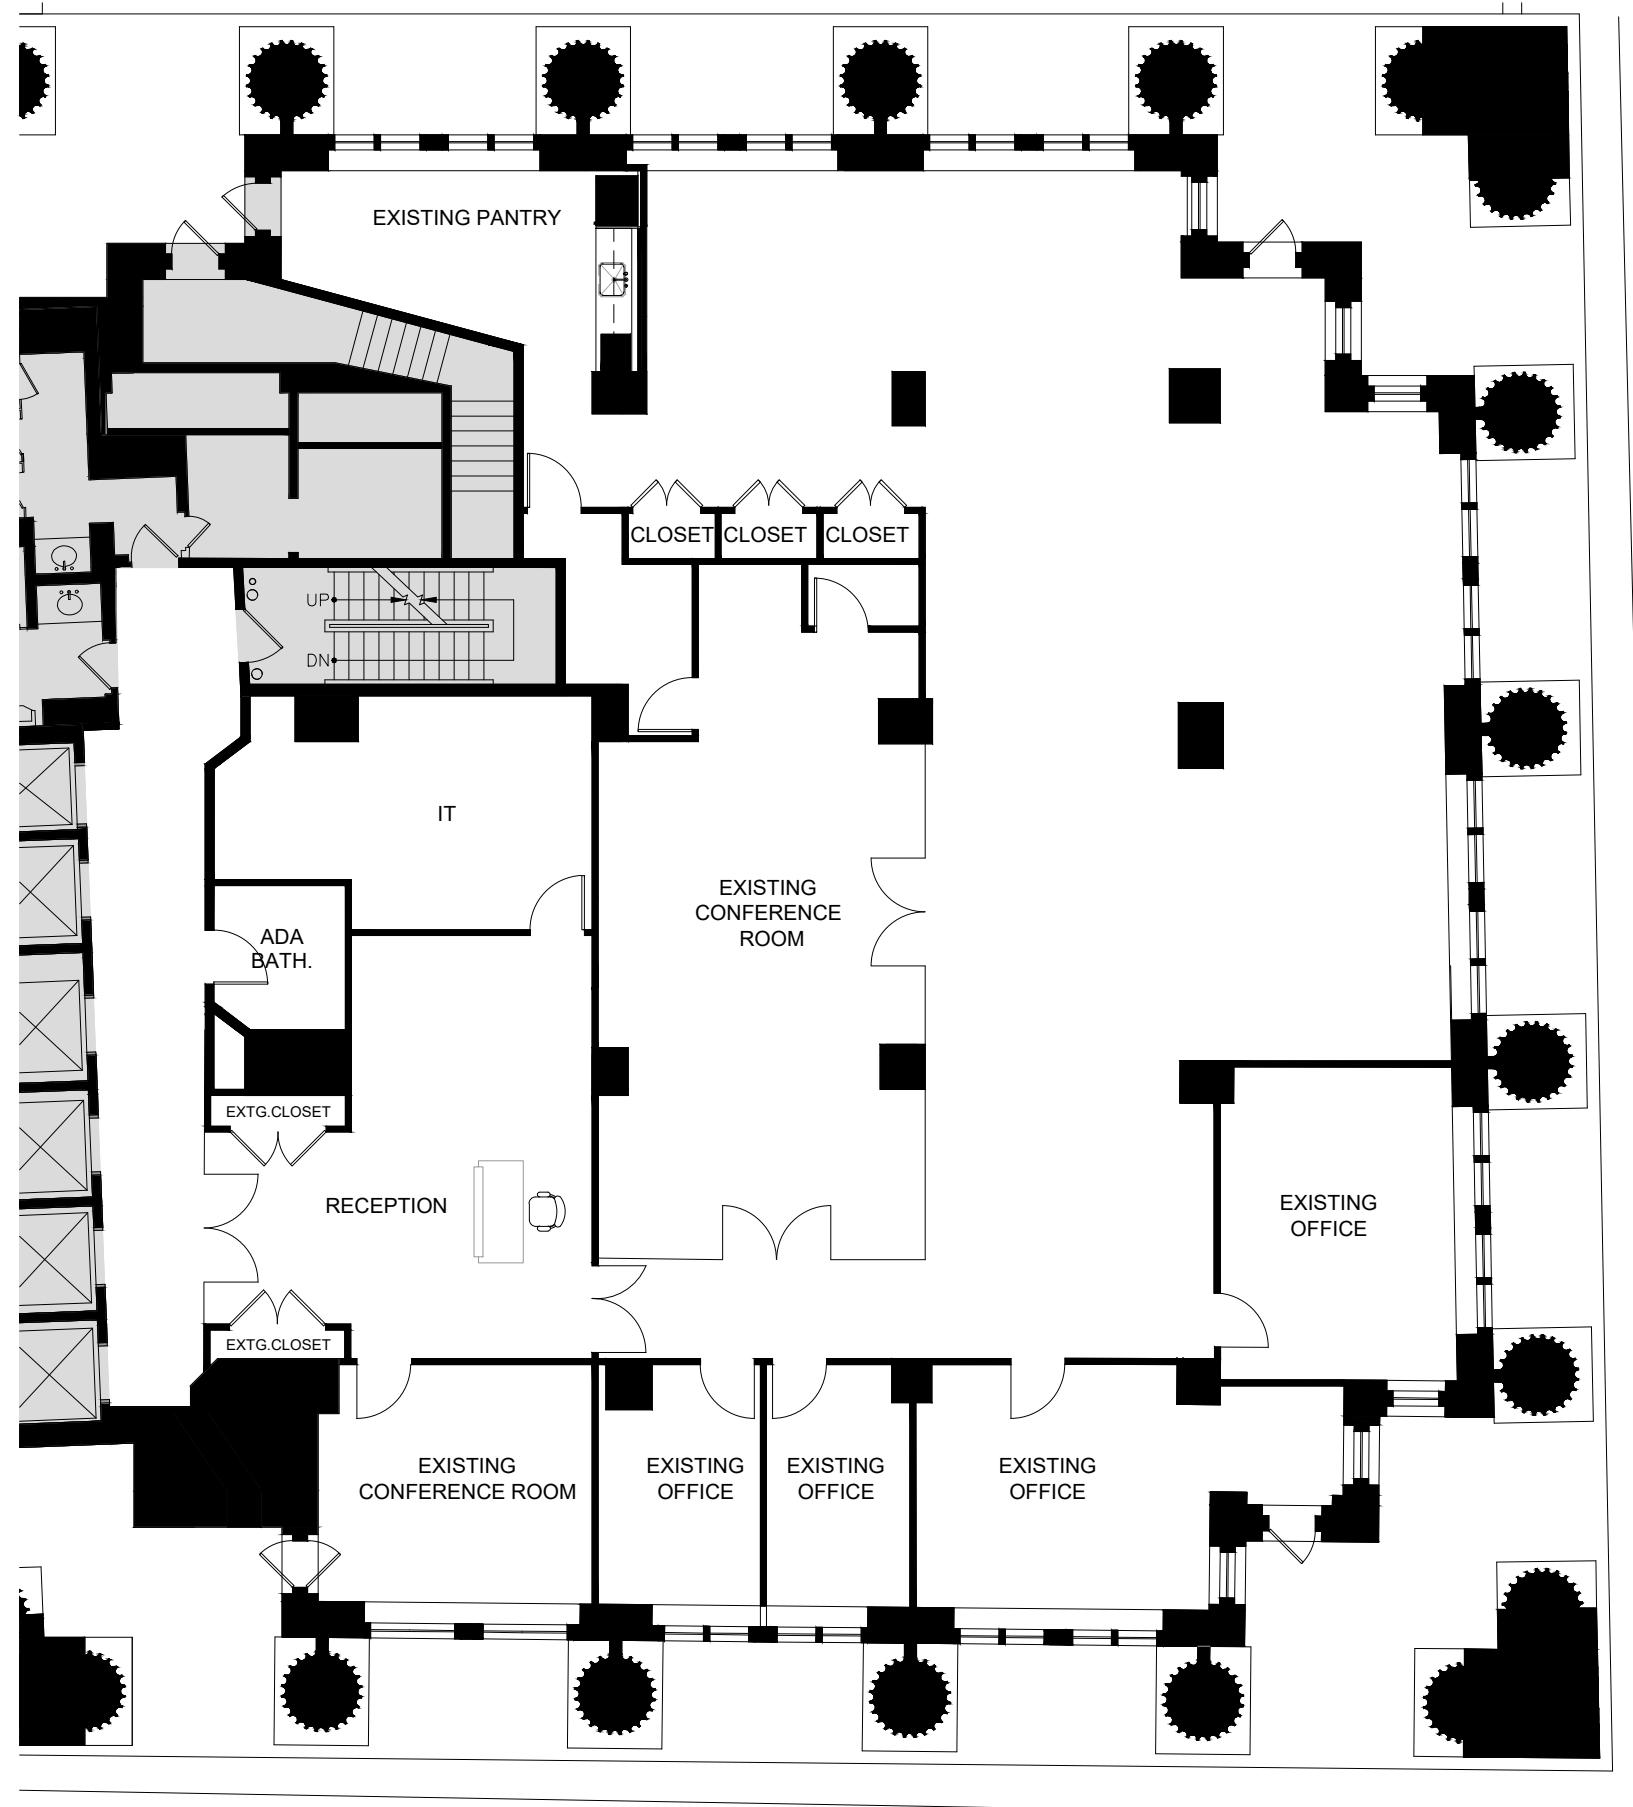 EXISTING PANTRY
CLOSET
CLOSET
CLOSET
UP
DN
IT
EXISTING
CONFERENCE
ROOM
ADA
BATH.
EXTG.CLOSET
RECEPTION
EXISTING
OFFICE
EXTG.CLOSET
EXISTING
CONFERENCE ROOM
EXISTING
OFFICE
EXISTING
OFFICE
EXISTING
OFFICE